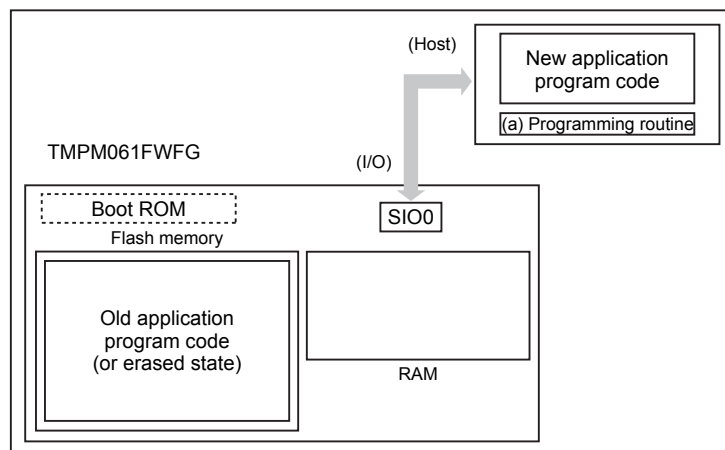 (Host)
New application
program code
(a) Programming routine
TMPM061FWFG
(I/O)
Boot ROM
SIO0
Flash memory
Old application
program code
(or erased state)
RAM